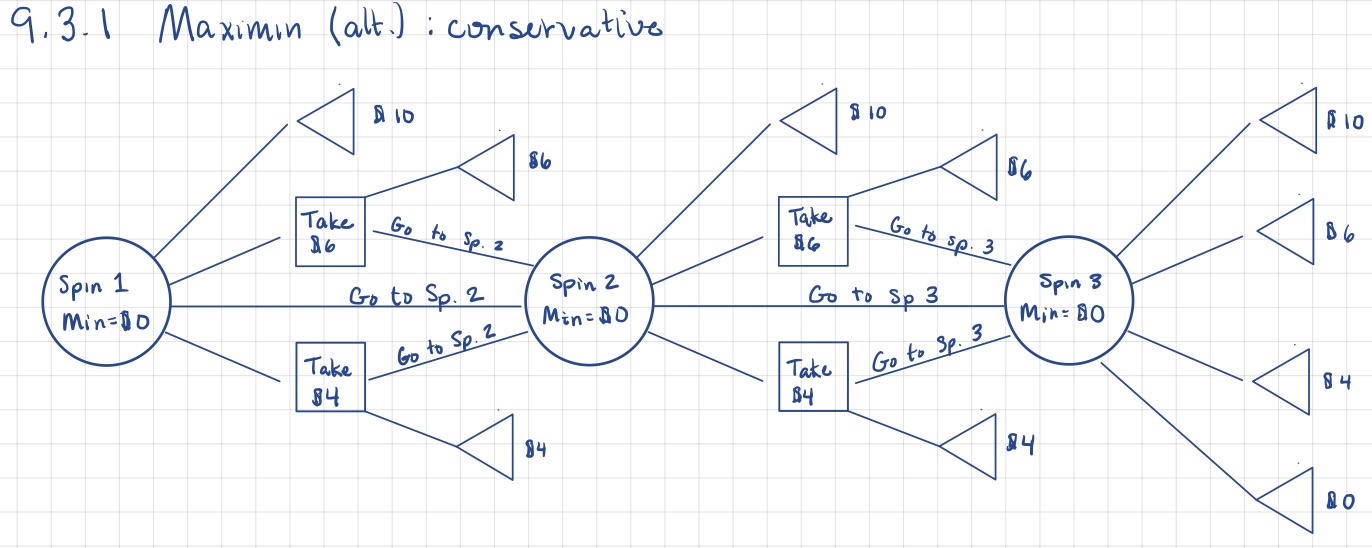 9.3.1 Maximin (alt.) : conservative
$10
$6
Take
$6
Go to Sp. 2
Spin 1
Min=$0
Go to Sp. 2
Take
$4
Go to Sp. 2
$4
$10
$6
Take
$6
Go to Sp. 3
Spin 2
Min=$0
Go to Sp 3
Take
$4
Go to Sp. 3
$4
Spin 3
Min=$0
$10
$6
$4
$0